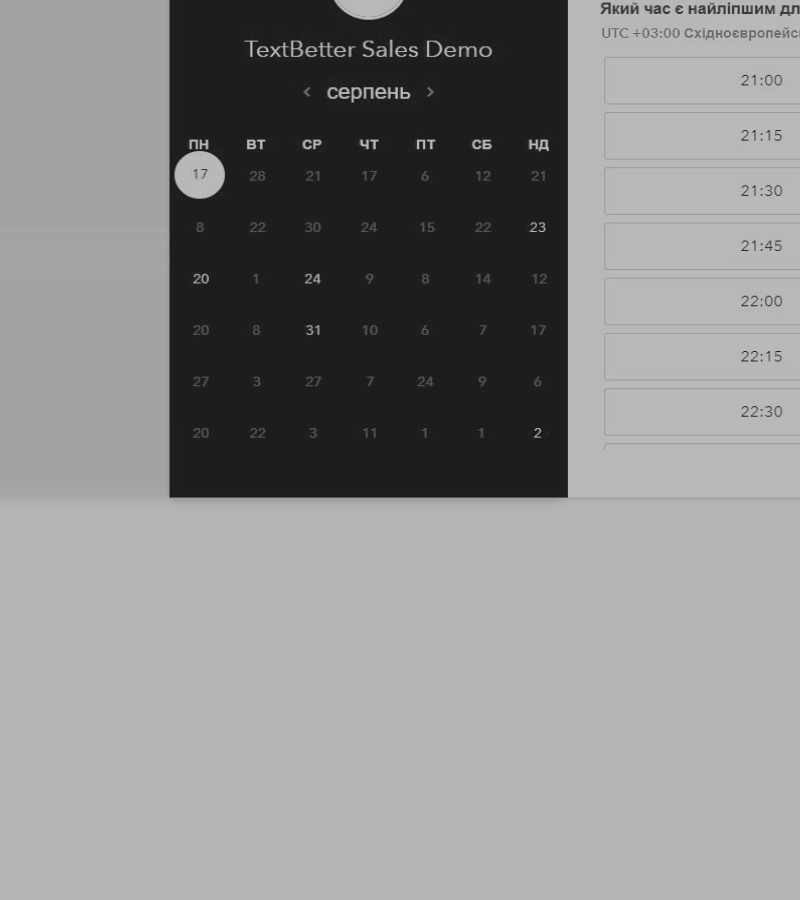 TextBetter Sales Demo
< серпень >
ПН ВТ СР ЧТ ПТ СБ НД
17 28 21 17 6 12 21
8 22 30 24 15 22 23
20 1 24 9 8 14 12
20 8 31 10 6 7 17
27 3 27 7 24 9 6
20 22 3 11 1 1 2
Який час є найліпшим дл
UTC +03:00 Східноєвропейс
21:00
21:15
21:30
21:45
22:00
22:15
22:30